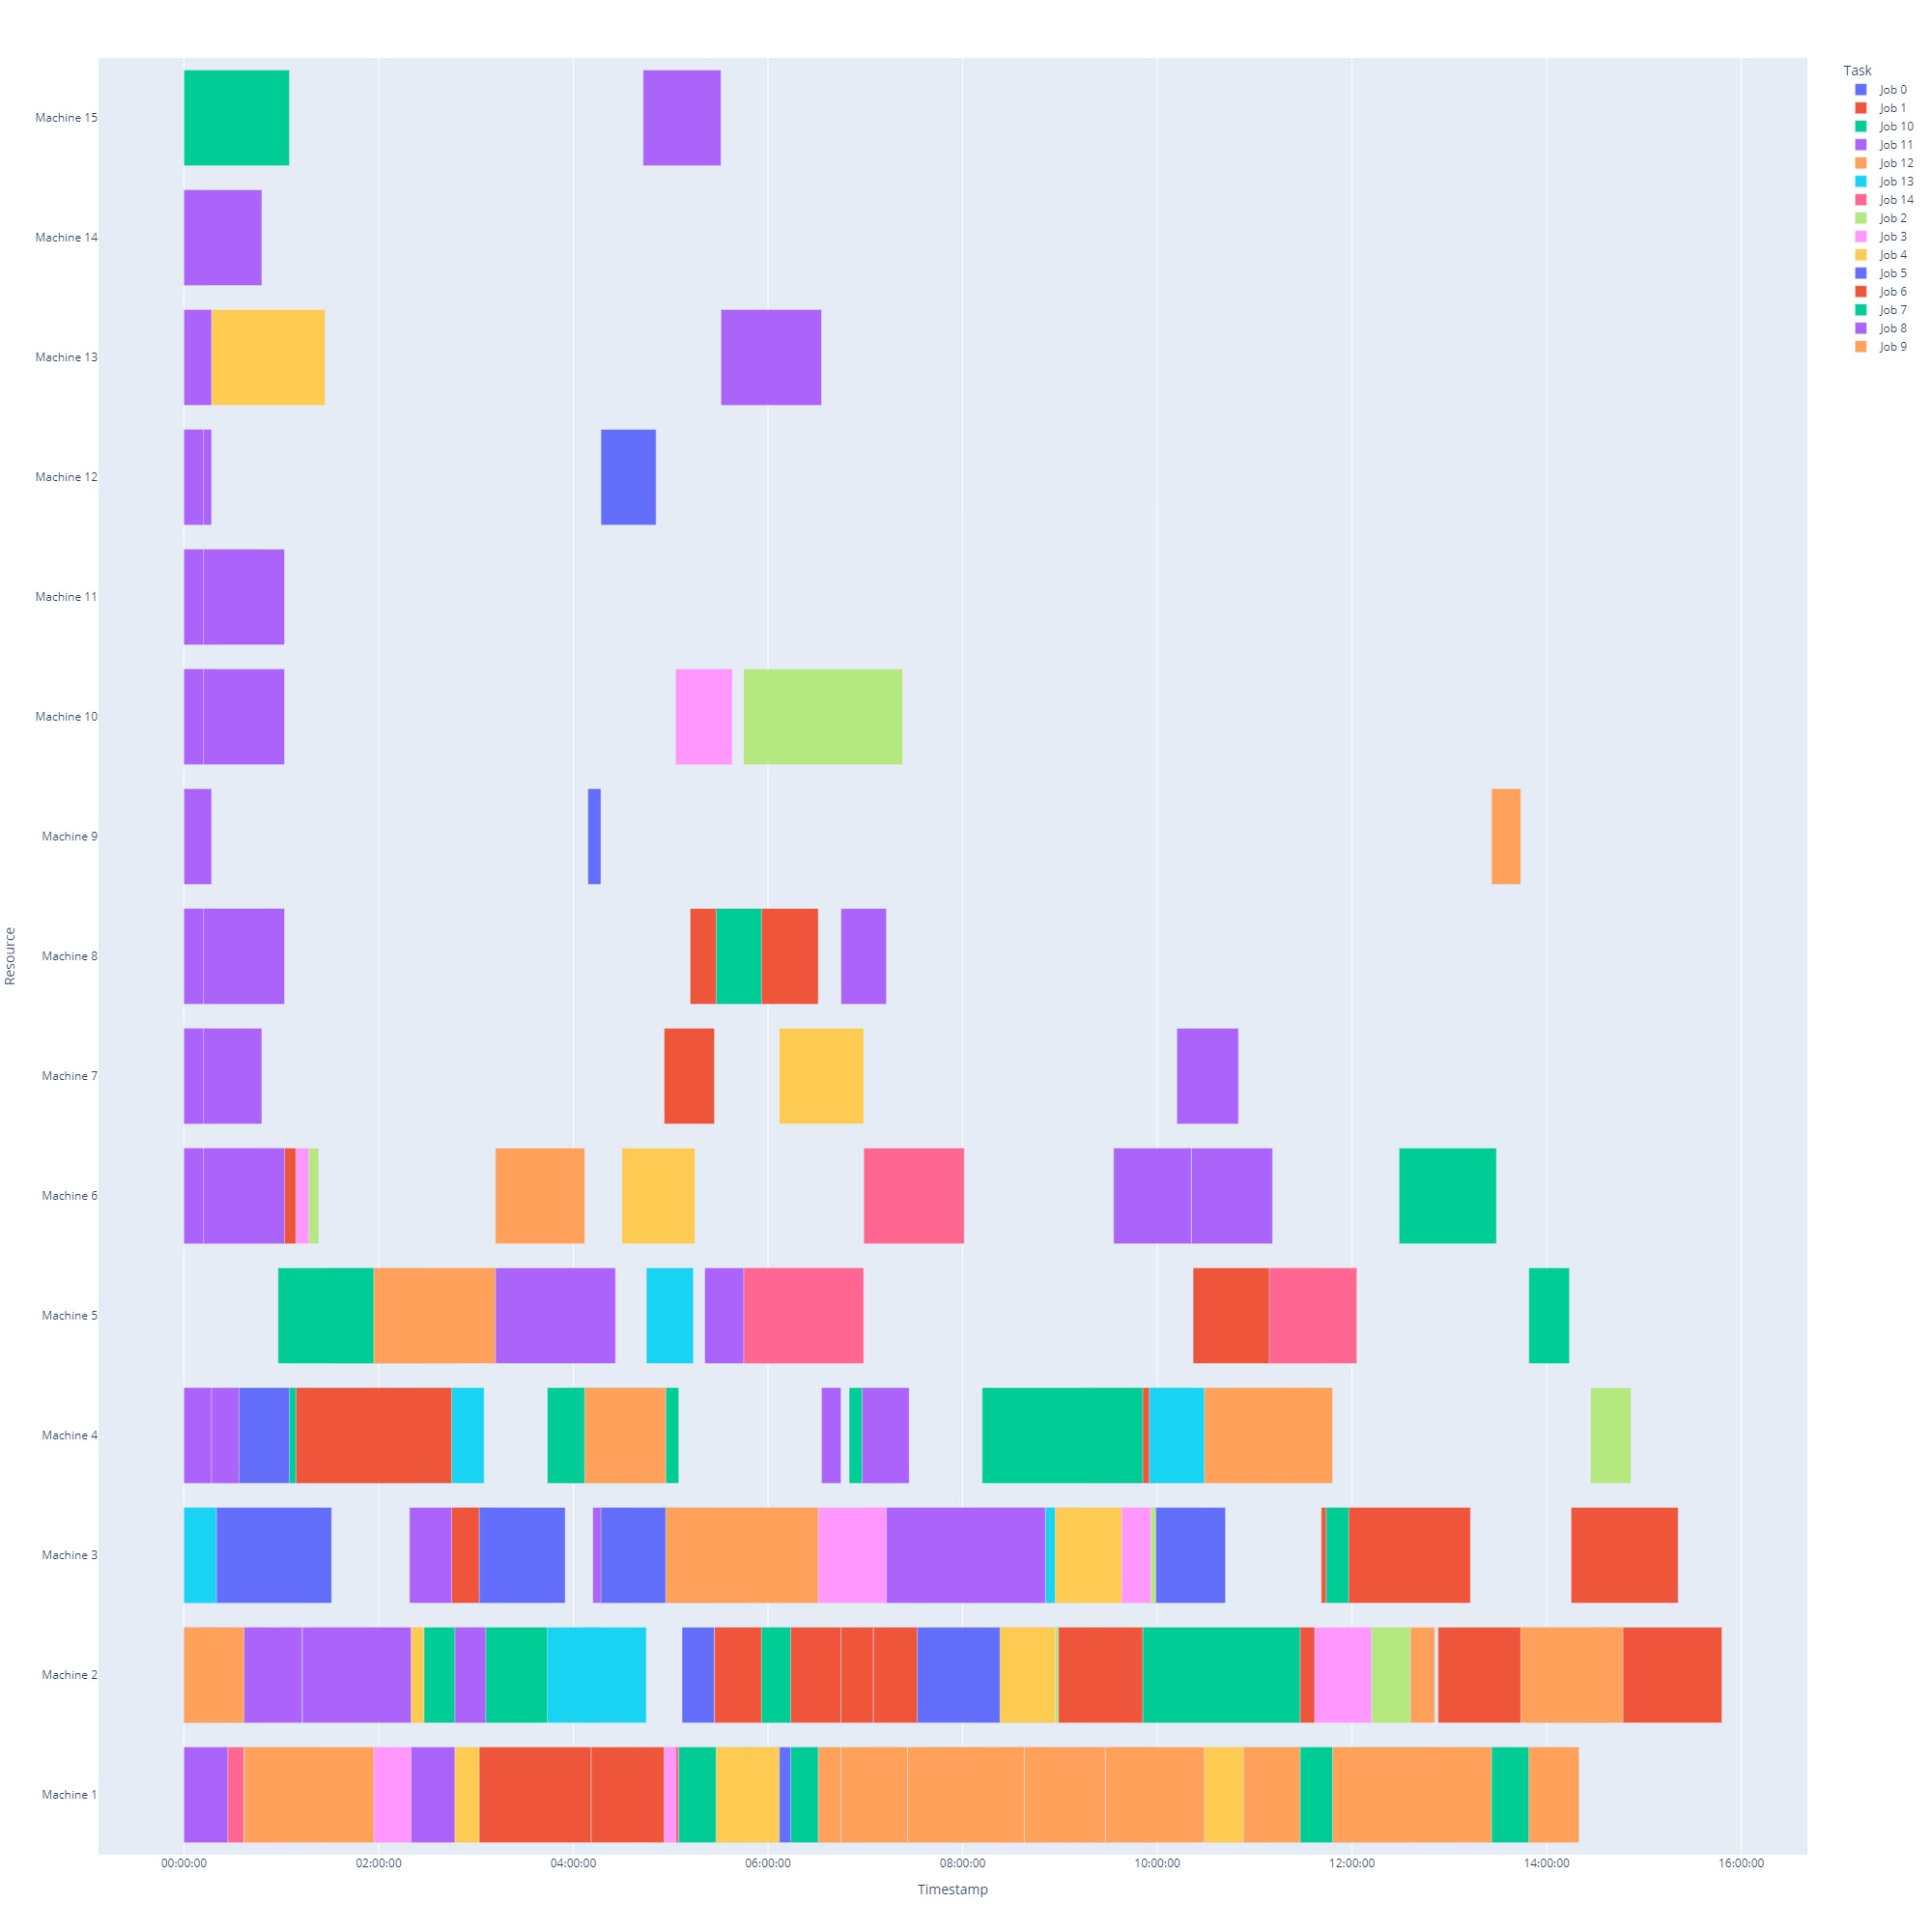 Task
Job 0
Job 1
Job 10
Job 11
Job 12
Job 13
Job 14
Job 2
Job 3
Job 4
Job 5
Job 6
Job 7
Job 8
Job 9
Resource
Machine 15
Machine 14
Machine 13
Machine 12
Machine 11
Machine 10
Machine 9
Machine 8
Machine 7
Machine 6
Machine 5
Machine 4
Machine 3
Machine 2
Machine 1
00:00:00 02:00:00 04:00:00 06:00:00 08:00:00 10:00:00 12:00:00 14:00:00 16:00:00
Timestamp